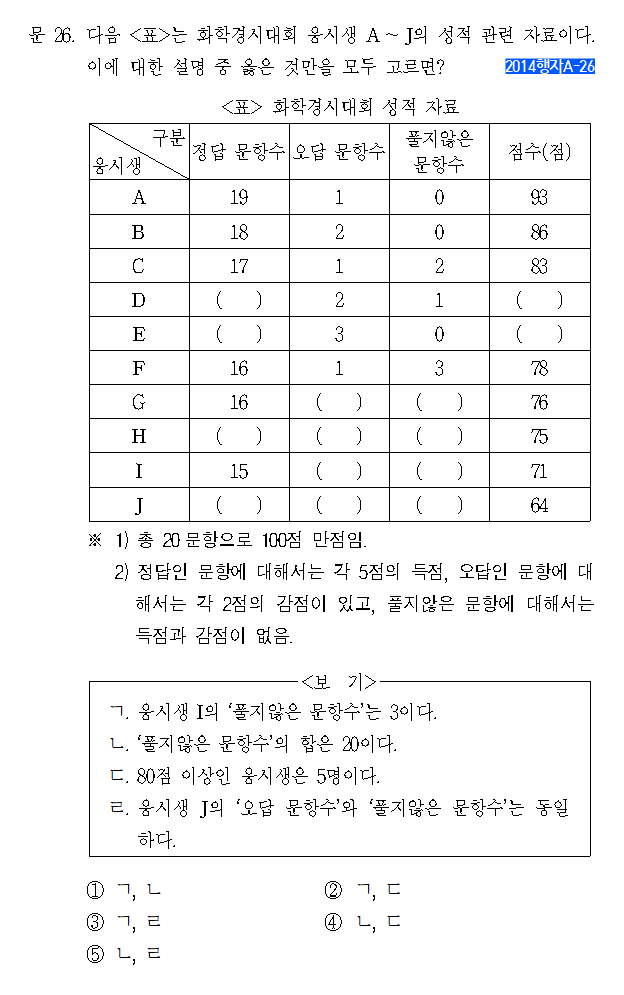 문 26. 다음 <표>는 화학경시대회 응시생 A ~ J의 성적 관련 자료이다.
이에 대한 설명 중 옳은 것만을 모두 고르면? 2014행자A-26
<표> 화학경시대회 성적 자료
구분 응시생 정답 문항수 오답 문항수 풀지않은 문항수 점수(점)
A 19 1 0 93
B 18 2 0 86
C 17 1 2 83
D ( ) 2 1 ( )
E ( ) 3 0 ( )
F 16 1 3 78
G 16 ( ) ( ) 76
H ( ) ( ) ( ) 75
I 15 ( ) ( ) 71
J ( ) ( ) ( ) 64
※ 1) 총 20문항으로 100점 만점임.
2) 정답인 문항에 대해서는 각 5점의 득점, 오답인 문항에 대
해서는 각 2점의 감점이 있고, 풀지않은 문항에 대해서는
득점과 감점이 없음.
<보 기>
ㄱ. 응시생 I의 ‘풀지않은 문항수’는 3이다.
ㄴ. ‘풀지않은 문항수’의 합은 20이다.
ㄷ. 80점 이상인 응시생은 5명이다.
ㄹ. 응시생 J의 ‘오답 문항수’와 ‘풀지않은 문항수’는 동일
하다.
① ㄱ, ㄴ ② ㄱ, ㄷ
③ ㄱ, ㄹ ④ ㄴ, ㄷ
⑤ ㄴ, ㄹ